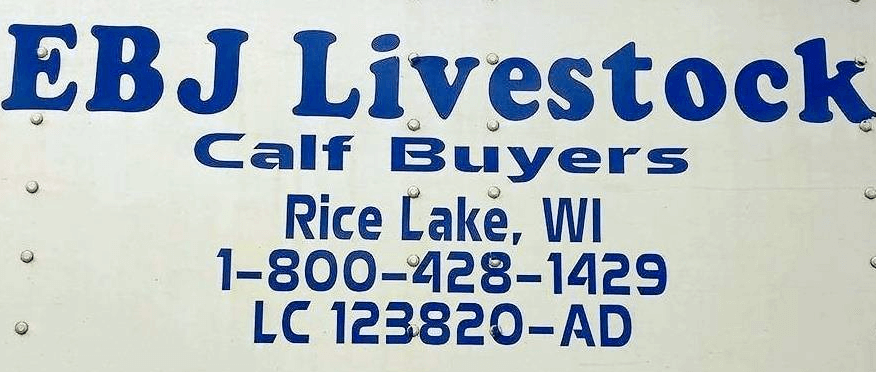 EBJ Livestock
Calf Buyers
Rice Lake, WI
1-800-428-1429
LC 123820-AD